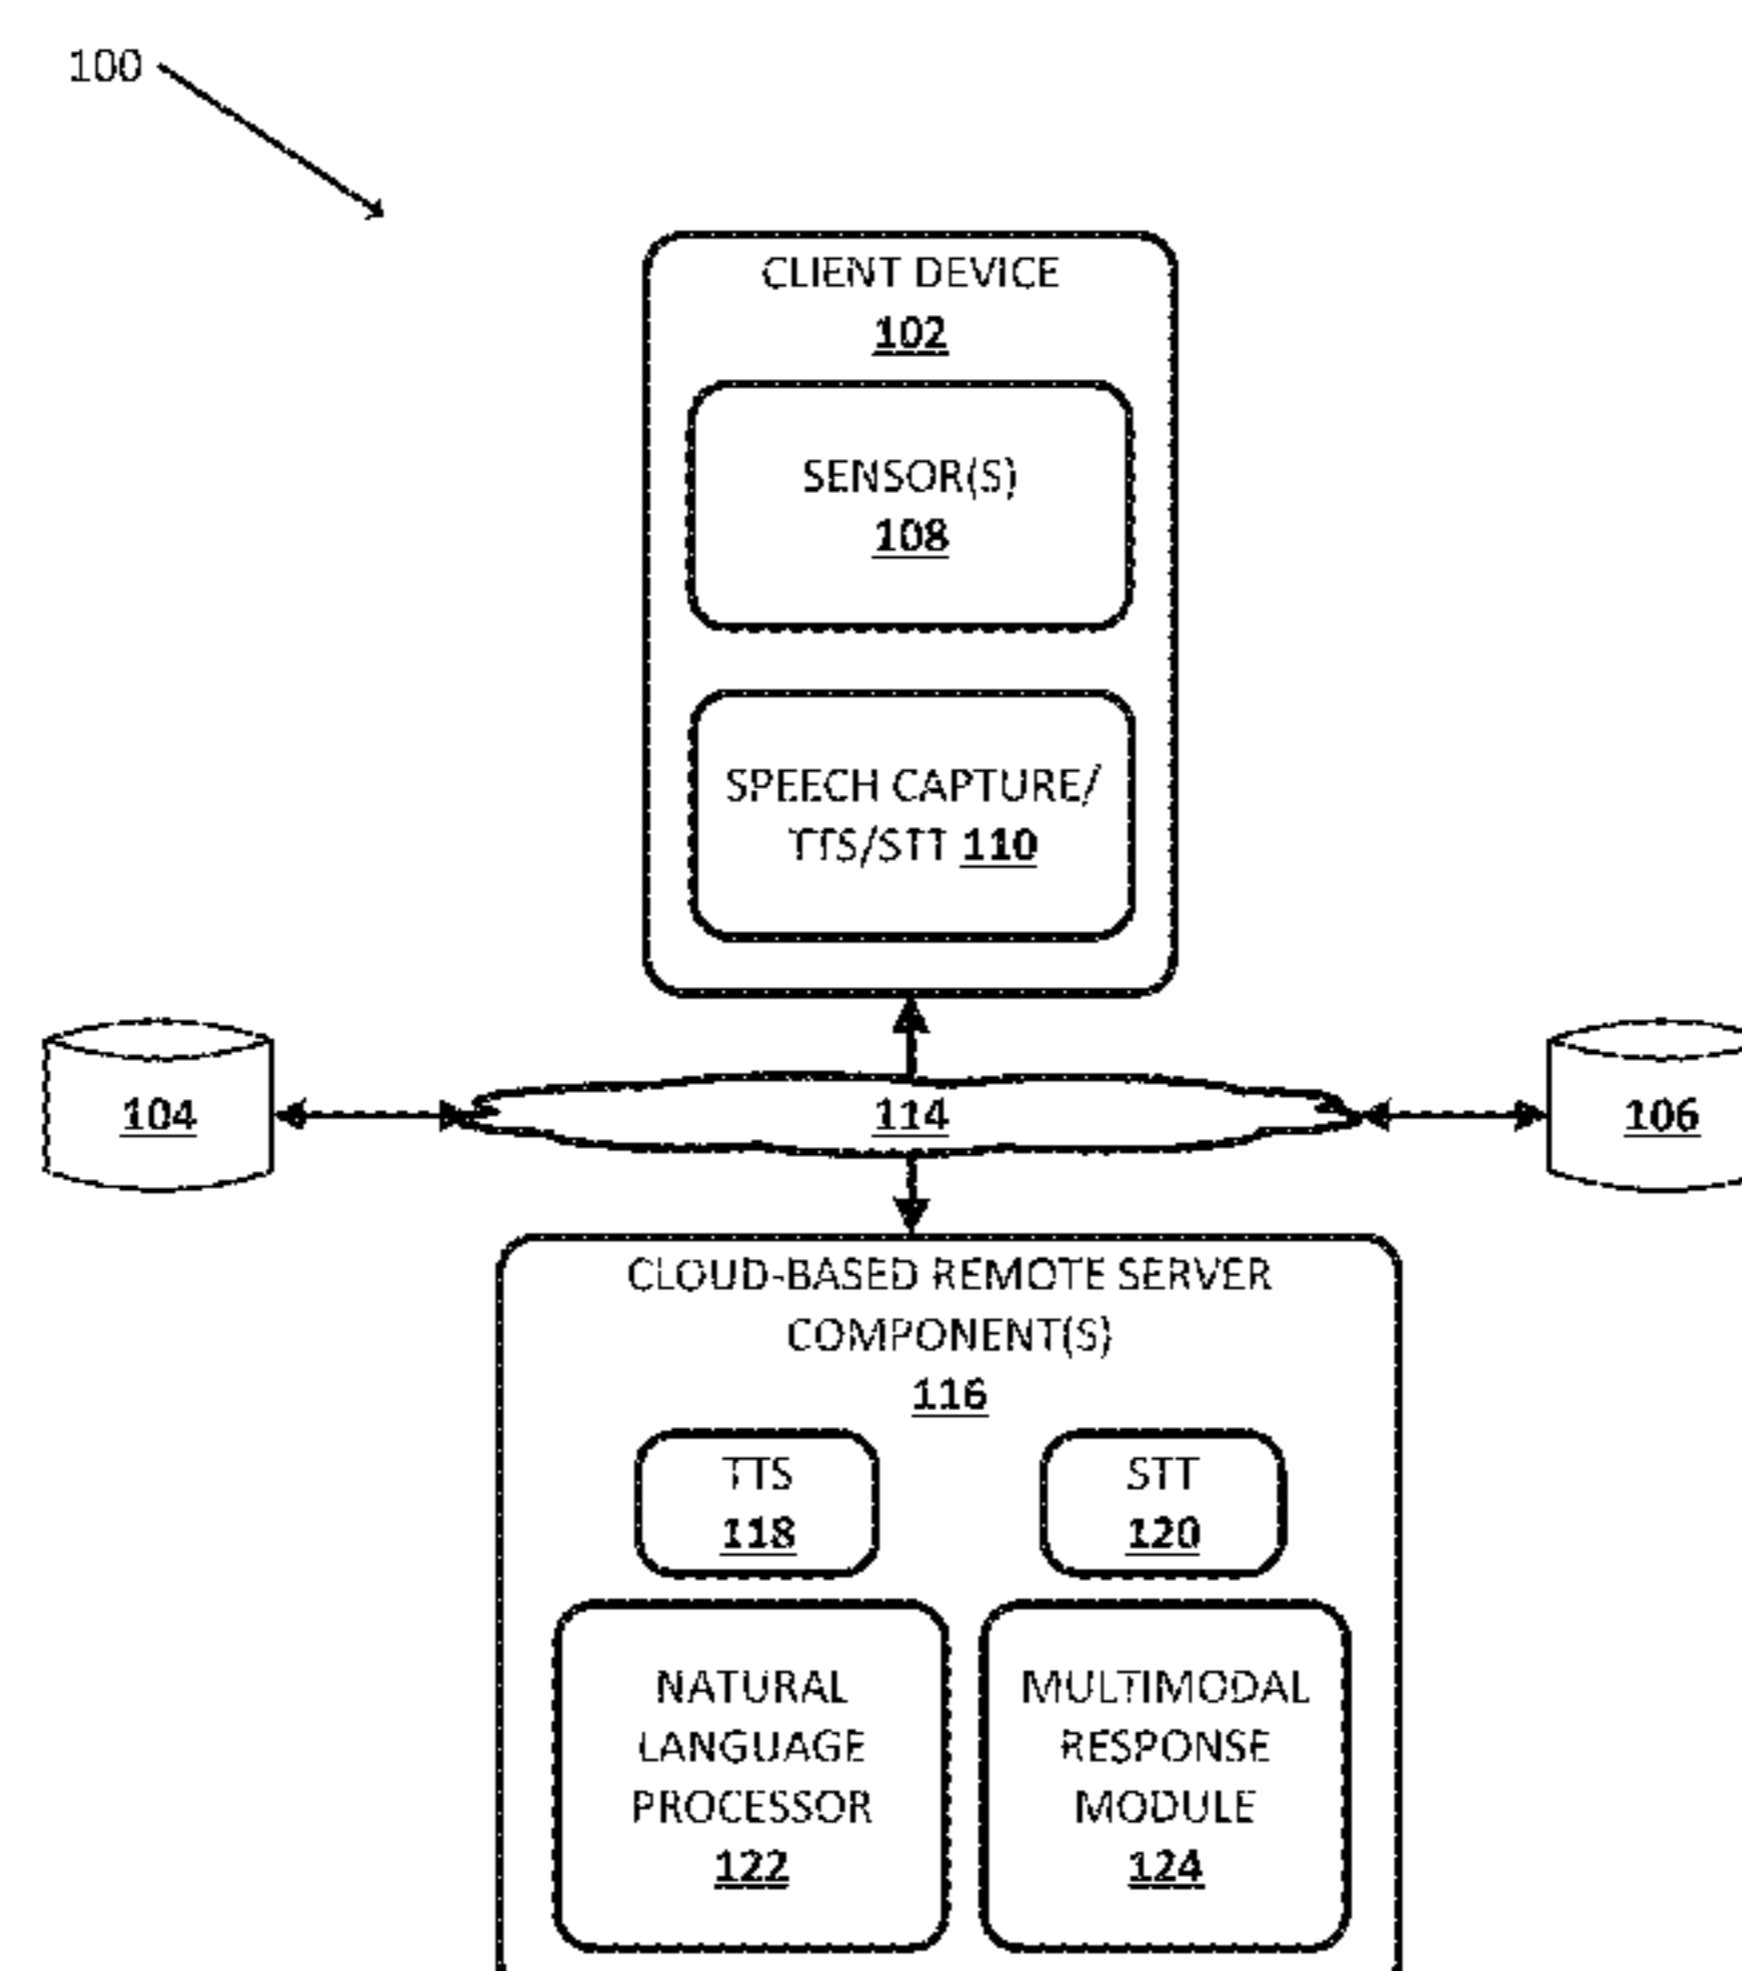 100
CLIENT DEVICE
102
SENSOR(S)
108
SPEECH CAPTURE/
TTS/STT 110
104
114
106
CLOUD-BASED REMOTE SERVER
COMPONENT(S)
116
TTS
118
STT
120
NATURAL
LANGUAGE
PROCESSOR
122
MULTIMODAL
RESPONSE
MODULE
124